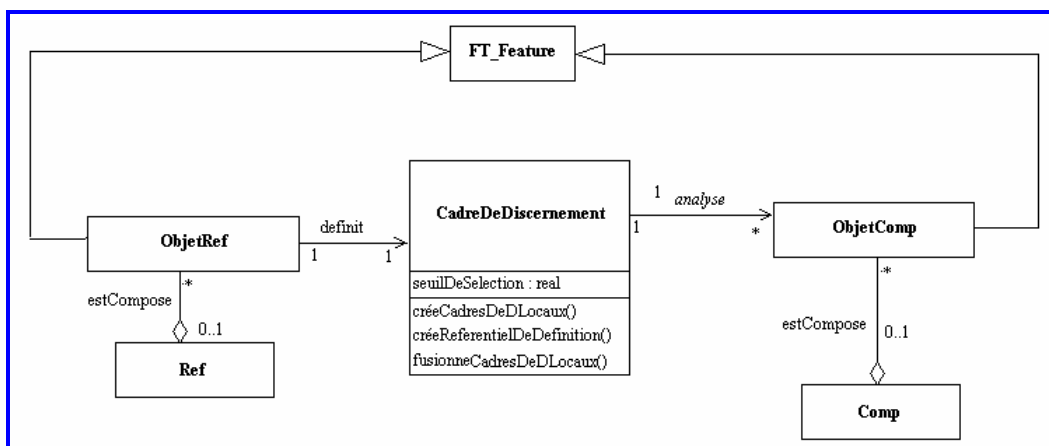 FT_Feature
CadreDeDiscernement
seuilDeSelection : real
créeCadresDeDLocaux()
créeReferentielDeDefinition()
fusionneCadresDeDLocaux()
ObjetRef
definit
1
1
1
analyse
1
*
ObjetComp
*
estCompose
0..1
Ref
*
estCompose
0..1
Comp